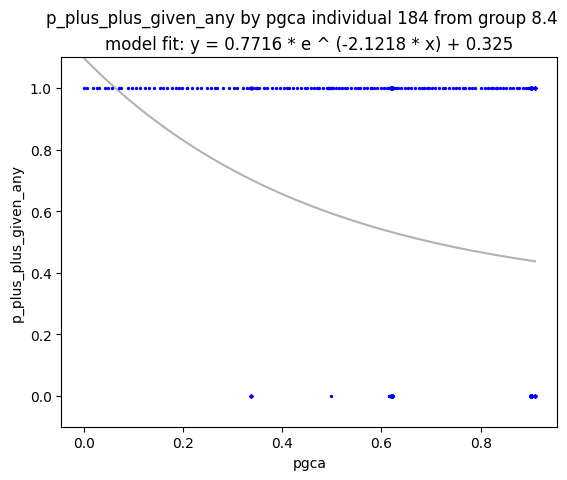 p_plus_plus_given_any by pgca individual 184 from group 8.4
model fit: y = 0.7716 * e ^ (-2.1218 * x) + 0.325
1.0
0.8
0.6
0.4
0.2
0.0
p_plus_plus_given_any
0.0 0.2 0.4 0.6 0.8
pgca